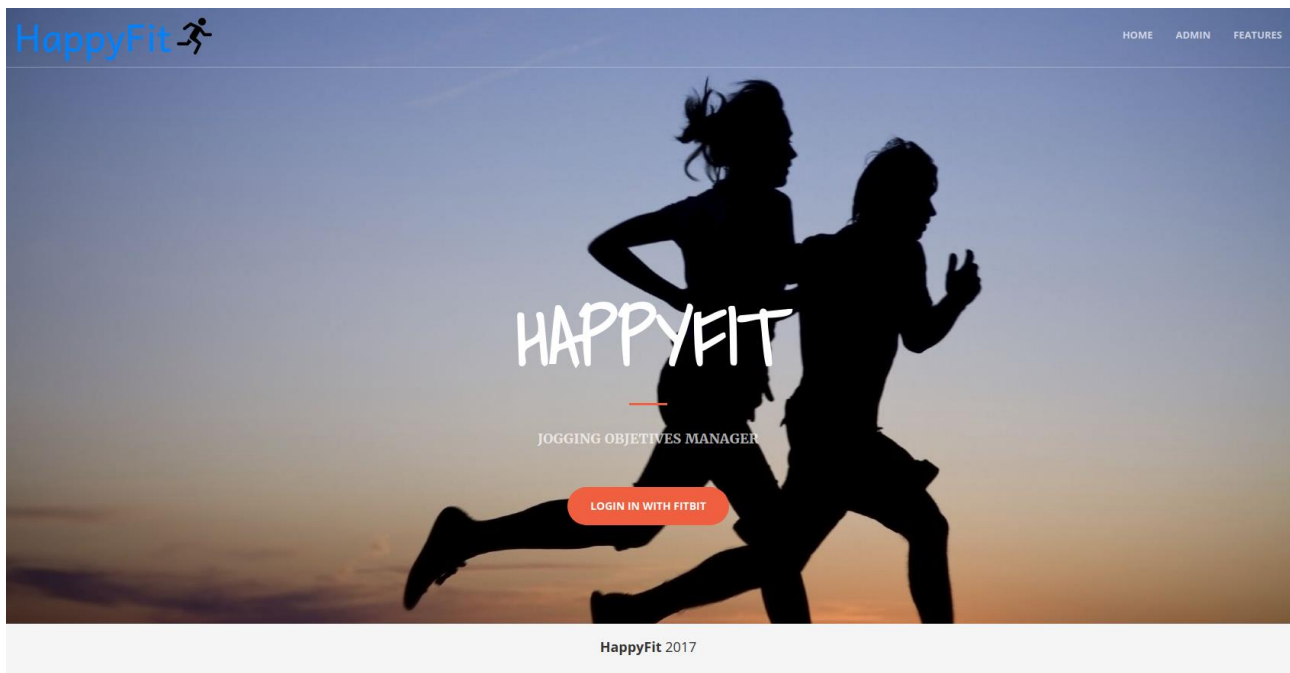 HappyFit
HOME ADMIN FEATURES
HAPPYFIT
JOGGING OBJETIVES MANAGER
LOGIN IN WITH FITBIT
HappyFit 2017